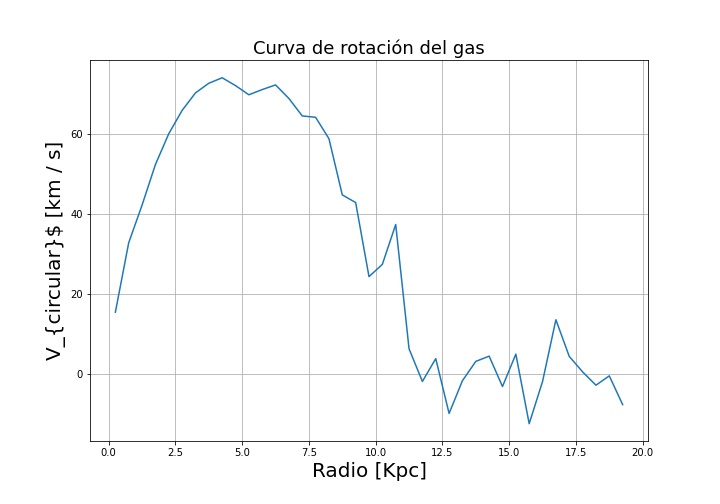 Curva de rotación del gas
V_{circular}$ [km / s]
60
40
20
0
0.0 2.5 5.0 7.5 10.0 12.5 15.0 17.5 20.0
Radio [Kpc]